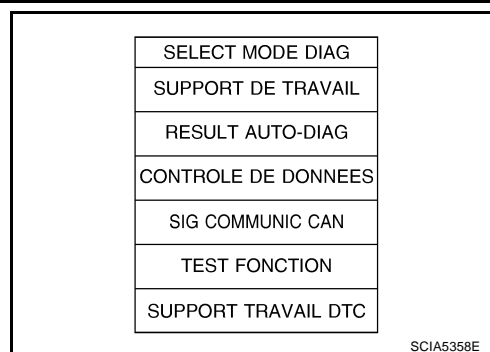 SELECT MODE DIAG
SUPPORT DE TRAVAIL
RESULT AUTO-DIAG
CONTROLE DE DONNEES
SIG COMMUNIC CAN
TEST FONCTION
SUPPORT TRAVAIL DTC
SCIA5358E